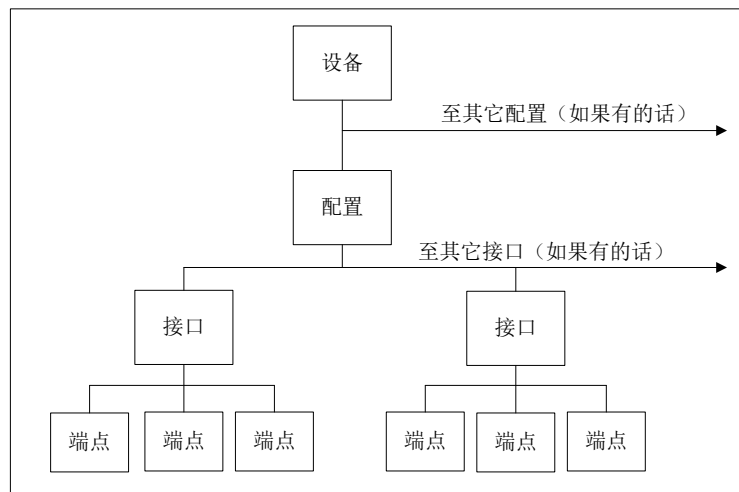 设备
至其它配置（如果有的话）
配置
至其它接口（如果有的话）
接口
接口
端点
端点
端点
端点
端点
端点